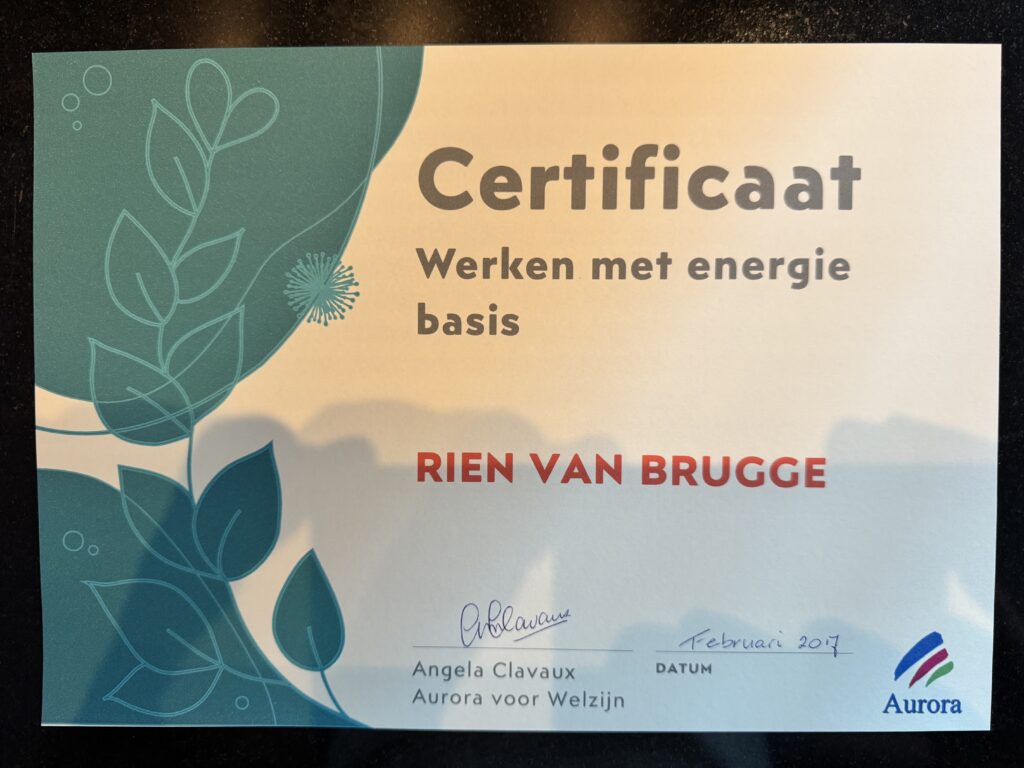 Certificaat
Werken met energie
basis
RIEN VAN BRUGGE
Februari 2017
Angela Clavaux
DATUM
Aurora voor Welzijn
Aurora